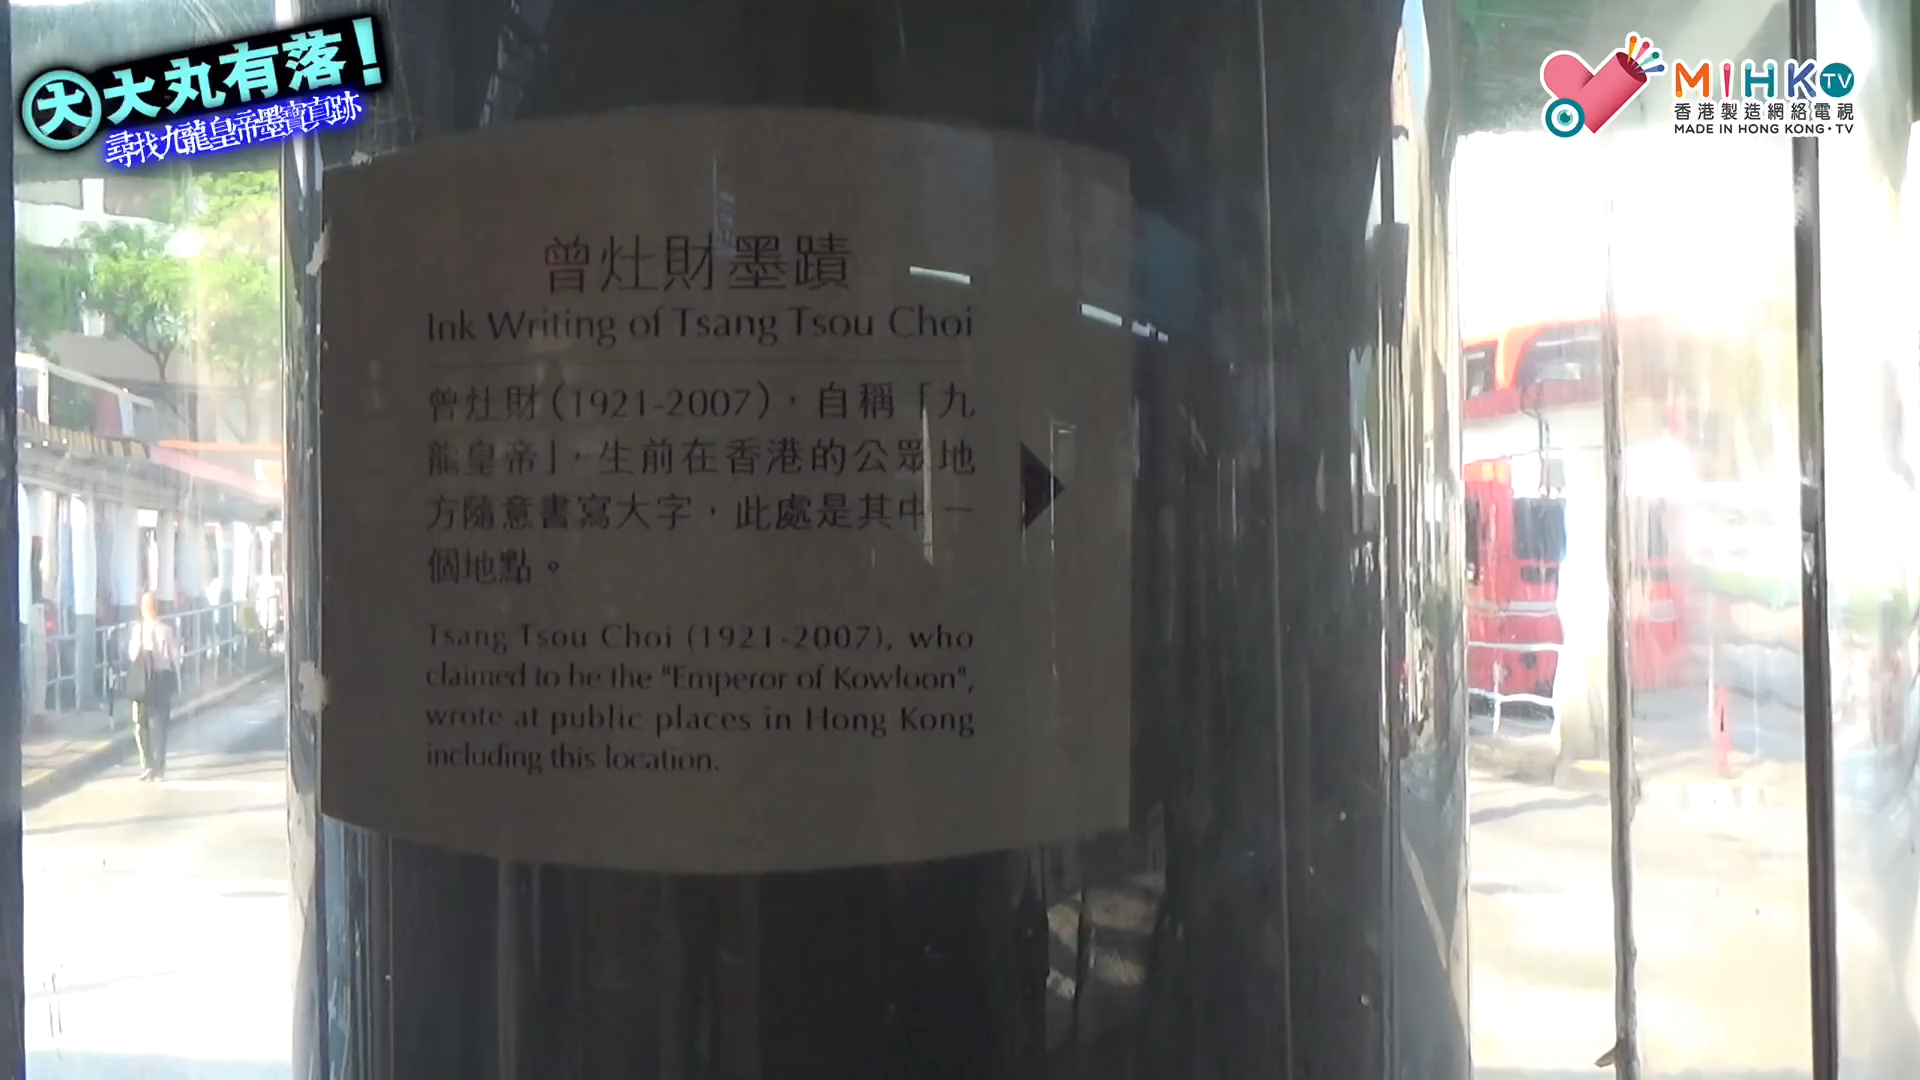 大 大丸有落!
尋找九龍皇帝墨寶真跡
MIHK TV
香港製造網絡電視
MADE IN HONG KONG·TV
曾灶財墨蹟
Ink Writing of Tsang Tsou Choi
曾灶財(1921-2007)，自稱「九
龍皇帝」，生前在香港的公眾地
方隨意書寫大字，此處是其中一
個地點。
Tsang Tsou Choi (1921-2007), who
claimed to be the "Emperor of Kowloon",
wrote at public places in Hong Kong
including this location.